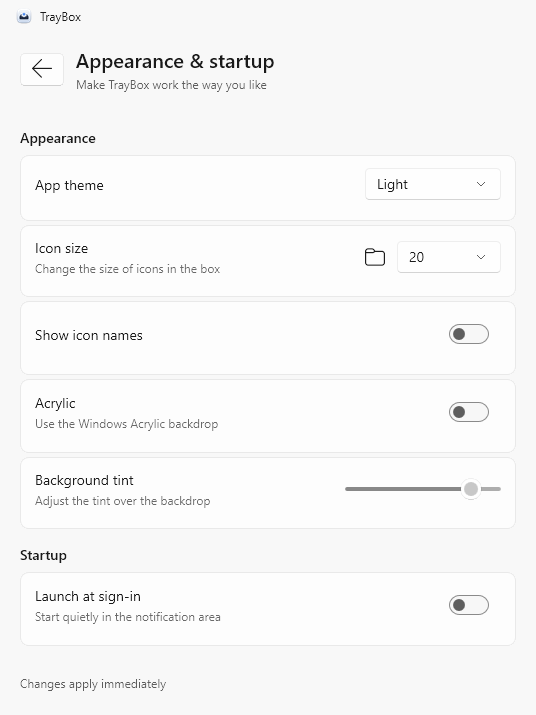 TrayBox
Appearance & startup
Make TrayBox work the way you like
Appearance
App theme
Light
Icon size
Change the size of icons in the box
20
Show icon names
Acrylic
Use the Windows Acrylic backdrop
Background tint
Adjust the tint over the backdrop
Startup
Launch at sign-in
Start quietly in the notification area
Changes apply immediately